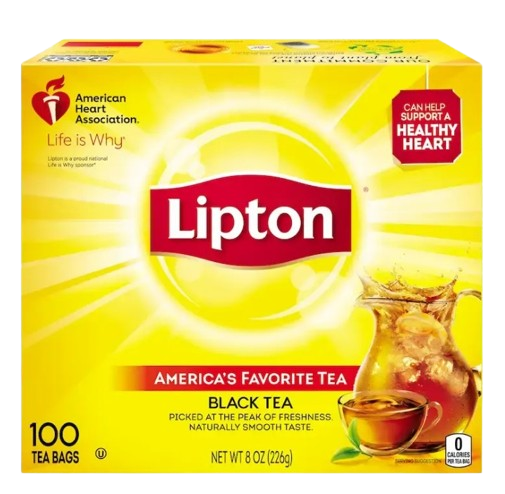 American
Heart
Association®
Life is Why®
Lipton is a proud national
Life is Why sponsor*
CAN HELP
SUPPORT A
HEALTHY
HEART
Lipton®
AMERICA'S FAVORITE TEA
BLACK TEA
PICKED AT THE PEAK OF FRESHNESS.
NATURALLY SMOOTH TASTE.
100
TEA BAGS
U
NET WT 8 OZ (226g)
0
CALORIES
PER TEA BAG